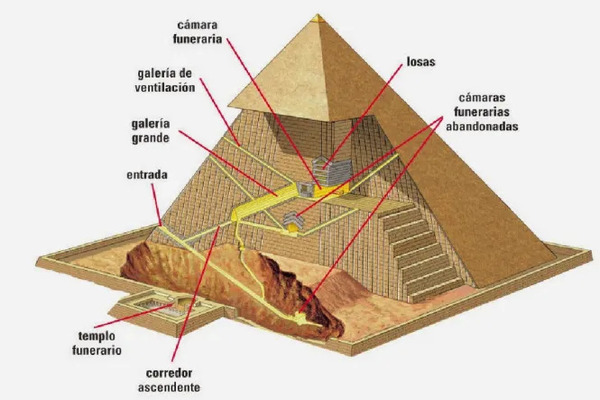 cámara
funeraria
losas
galería de
ventilación
cámaras
funerarias
abandonadas
galería
grande
entrada
templo
funerario
corredor
ascendente